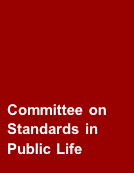 Committee on
Standards in
Public Life